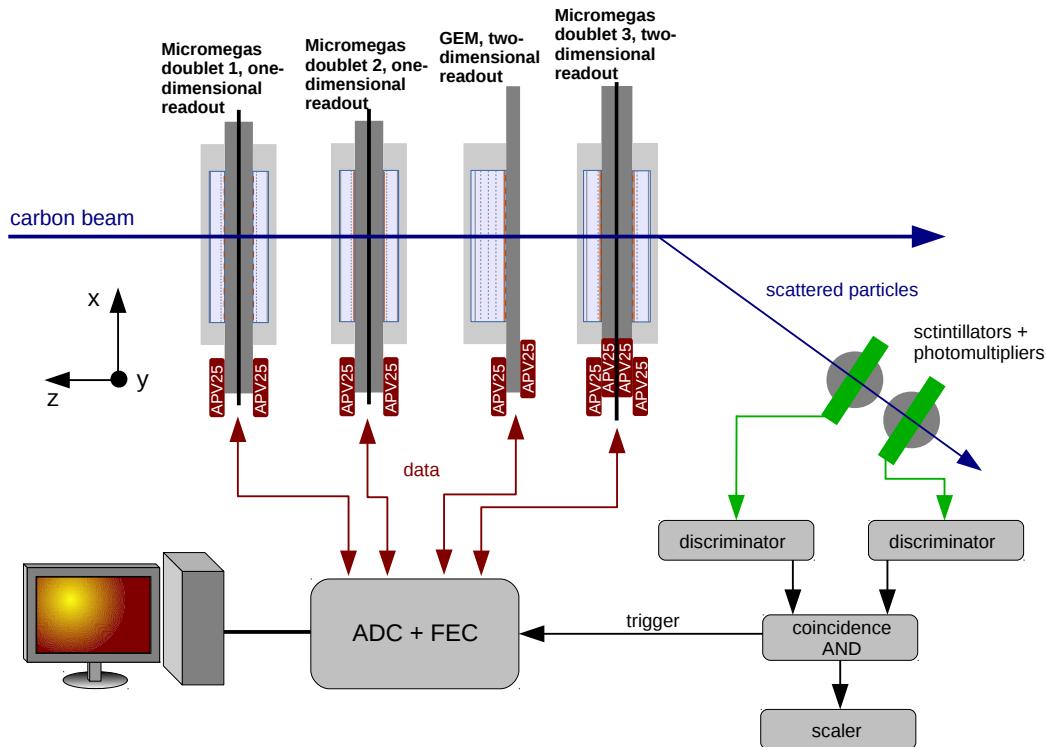 Micromegas
doublet 1, one-
dimensional
readout
Micromegas
doublet 2, one-
dimensional
readout
GEM, two-
dimensional
readout
Micromegas
doublet 3, two-
dimensional
readout
carbon beam
scattered particles
x
y
z
sctintillators +
photomultipliers
APV25
APV25
APV25
APV25
APV25
APV25
APV25
APV25
APV25
APV25
data
discriminator
discriminator
ADC + FEC
trigger
coincidence
AND
scaler